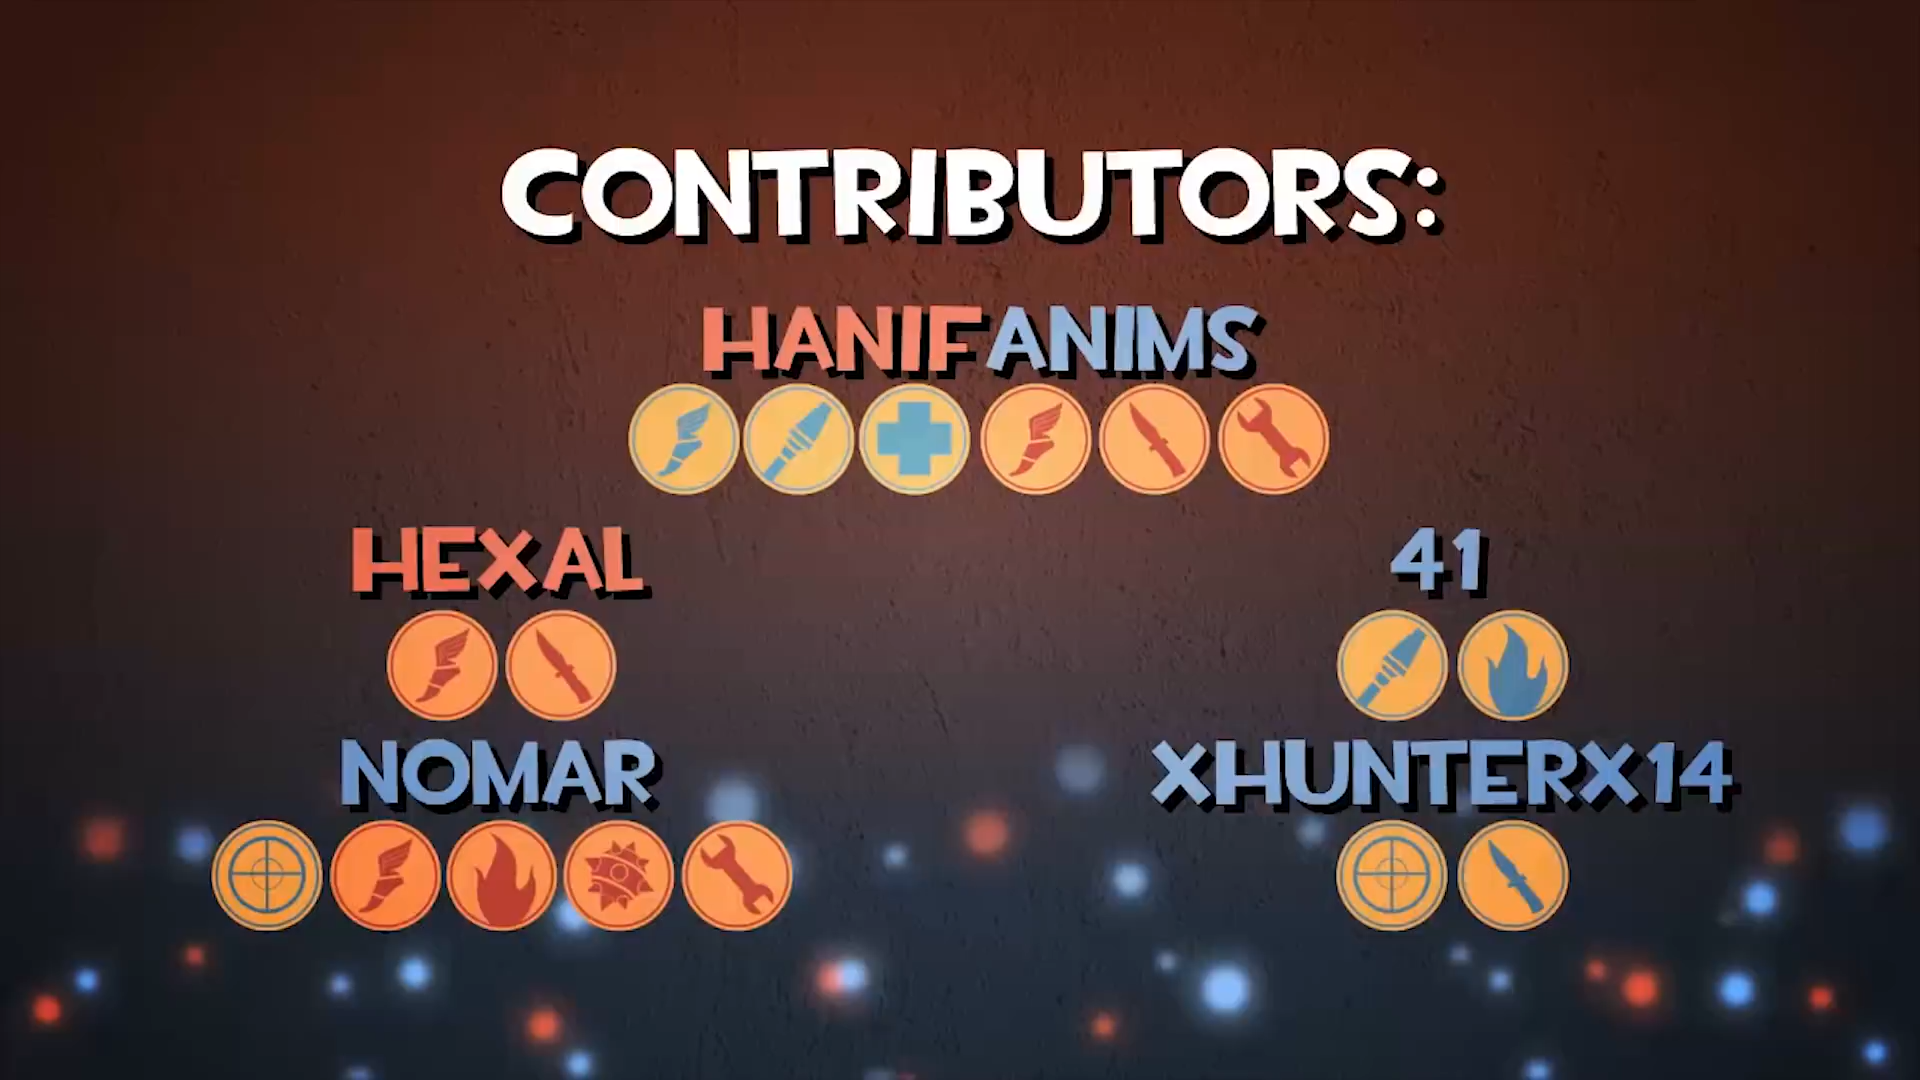 CONTRIBUTORS:
HANIFANIMS
HEXAL
41
NOMAR
XHUNTERX14